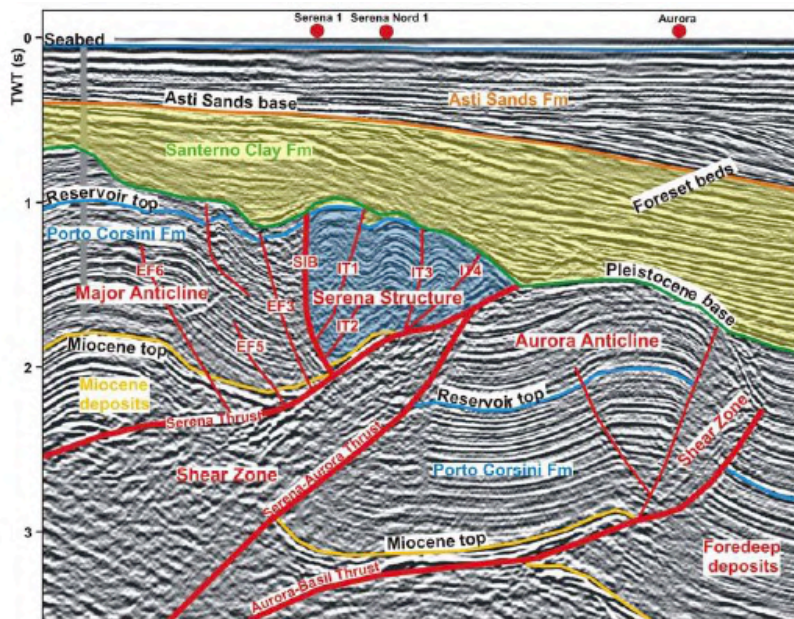 Serena 1 Serena Nord 1 Aurora
0
Seabed
TWT (s)
Asti Sands base
Asti Sands Fm
Santerno Clay Fm
Foreset beds
1
Reservoir top
Porto Corsini Fm
Pleistocene base
EF6
SIB
IT1
IT3
IT4
Major Anticline
EF3
Serena Structure
IT2
EF5
Aurora Anticline
2
Miocene top
Miocene
deposits
Reservoir top
Serena Thrust
Shear Zone
Shear Zone
Serena-Aurora Thrust
Porto Corsini Fm
3
Miocene top
Foredeep
deposits
Aurora-Basil Thrust